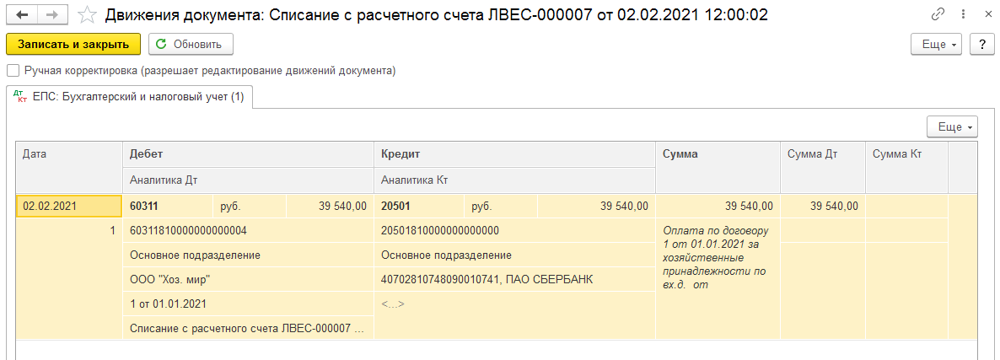 Движения документа: Списание с расчетного счета ЛВЕС-000007 от 02.02.2021 12:00:02
Записать и закрыть
Обновить
Еще
?
Ручная корректировка (разрешает редактирование движений документа)
Дт Кт ЕПС: Бухгалтерский и налоговый учет (1)
Еще
Дата Дебет Кредит Сумма Сумма Дт Сумма Кт
Аналитика Дт Аналитика Кт
02.02.2021 60311 руб. 39 540,00 20501 руб. 39 540,00 39 540,00 39 540,00
1 60311810000000000004 20501810000000000000 Оплата по договору
Основное подразделение Основное подразделение 1 от 01.01.2021 за
хозяйственные
ООО "Хоз. мир" 40702810748090010741, ПАО СБЕРБАНК принадлежности по
вх.д. от
1 от 01.01.2021 <...>
Списание с расчетного счета ЛВЕС-000007 ...